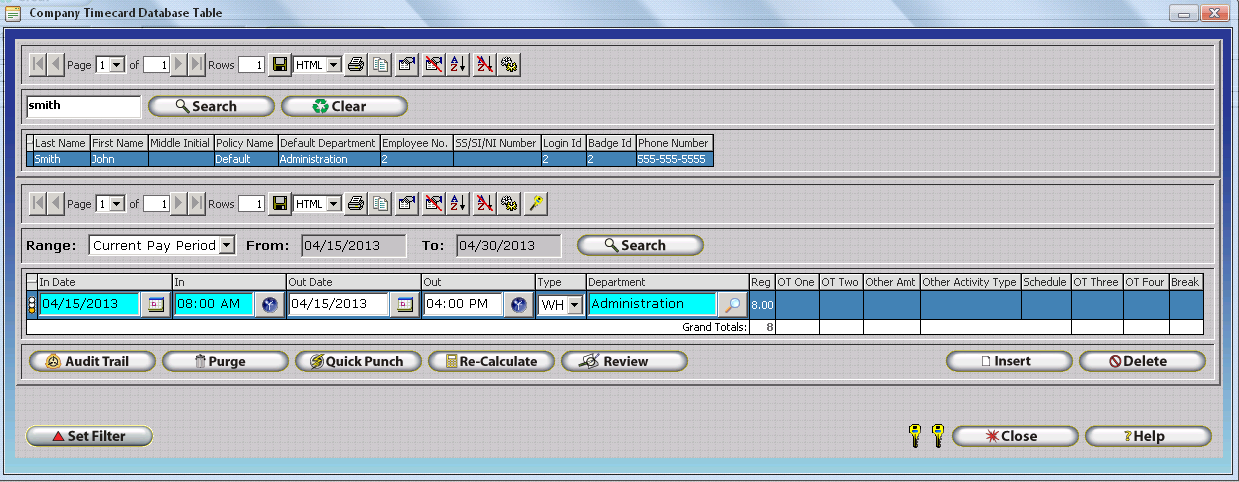 Company Timecard Database Table
Page 1 of 1 Rows 1 HTML
smith Search Clear
Last Name First Name Middle Initial Policy Name Default Department Employee No. SS/SI/NI Number Login Id Badge Id Phone Number
Smith John Default Administration 2 2 2 555-555-5555
Page 1 of 1 Rows 1 HTML
Range: Current Pay Period From: 04/15/2013 To: 04/30/2013 Search
In Date In Out Date Out Type Department Reg OT One OT Two Other Amt Other Activity Type Schedule OT Three OT Four Break
04/15/2013 08:00 AM 04/15/2013 04:00 PM WH Administration 8.00
Grand Totals: 8
Audit Trail Purge Quick Punch Re-Calculate Review Insert Delete
Set Filter Close Help